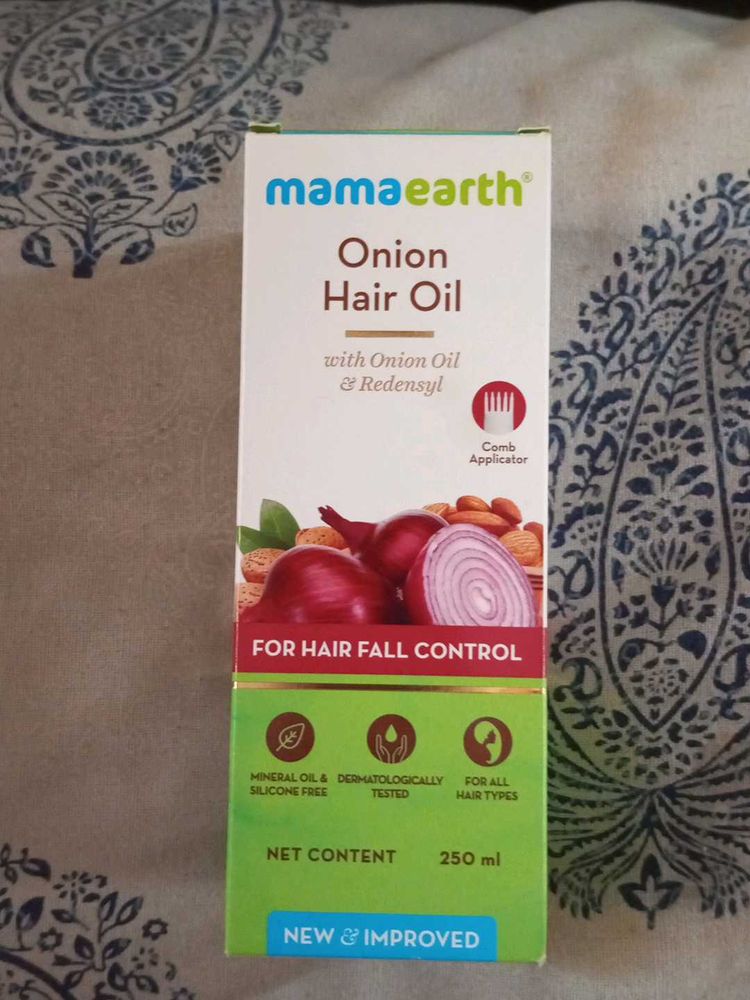 mamaearth®
Onion
Hair Oil
with Onion Oil
& Redensyl
Comb
Applicator
FOR HAIR FALL CONTROL
MINERAL OIL &
SILICONE FREE
DERMATOLOGICALLY
TESTED
FOR ALL
HAIR TYPES
NET CONTENT 250 ml
NEW & IMPROVED